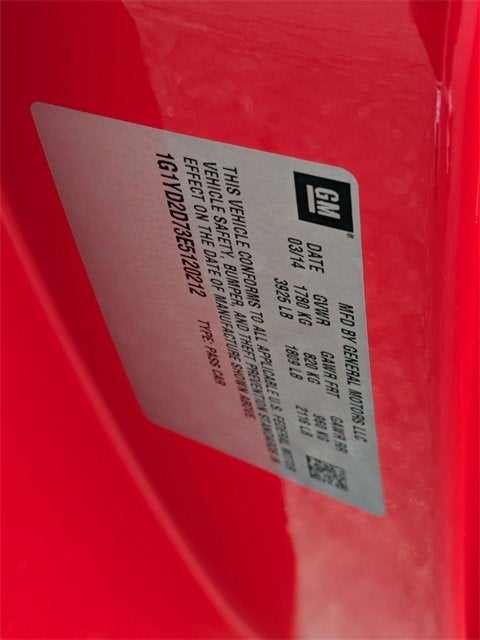 GM®
MFD BY GENERAL MOTORS LLC
DATE GVWR GAWR FRT GAWR RR
03/14 1780 KG 820 KG 960 KG
3925 LB 1809 LB 2116 LB
THIS VEHICLE CONFORMS TO ALL APPLICABLE U.S. FEDERAL MOTOR
VEHICLE SAFETY, BUMPER, AND THEFT PREVENTION STANDARDS IN
EFFECT ON THE DATE OF MANUFACTURE SHOWN ABOVE.
1G1YD2D73E5120212 TYPE: PASS CAR